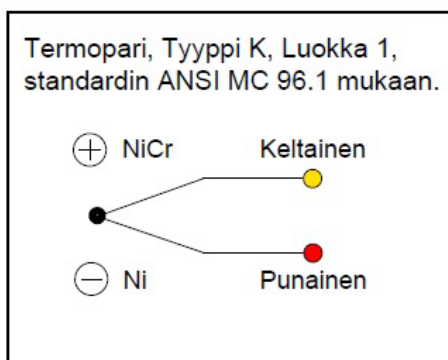 Termopari, Tyyppi K, Luokka 1,
standardin ANSI MC 96.1 mukaan.
+ NiCr Keltainen
− Ni Punainen